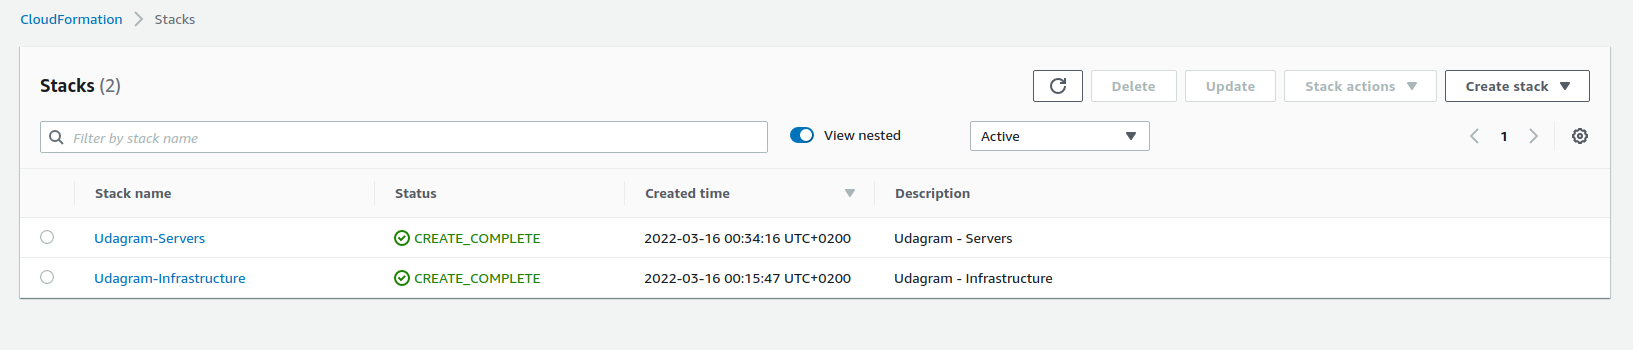 CloudFormation > Stacks
Stacks (2) Delete Update Stack actions Create stack
Filter by stack name View nested Active 1
Stack name Status Created time Description
Udagram-Servers CREATE_COMPLETE 2022-03-16 00:34:16 UTC+0200 Udagram - Servers
Udagram-Infrastructure CREATE_COMPLETE 2022-03-16 00:15:47 UTC+0200 Udagram - Infrastructure